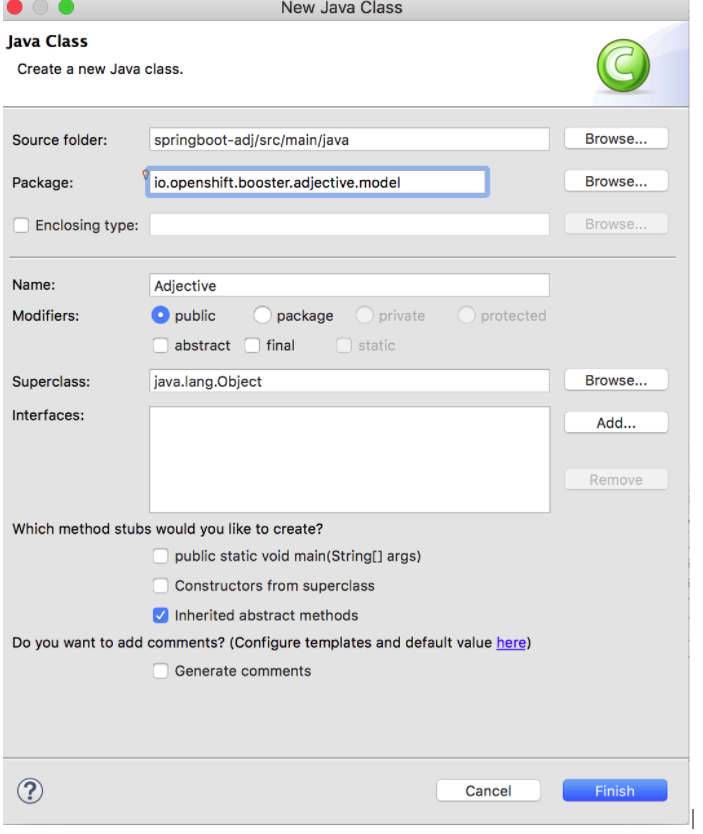 New Java Class
Java Class
Create a new Java class.
C
Source folder: springboot-adj/src/main/java Browse...
Package: io.openshift.booster.adjective.model Browse...
Enclosing type: Browse...
Name: Adjective
Modifiers: public package private protected
abstract final static
Superclass: java.lang.Object Browse...
Interfaces: Add...
Remove
Which method stubs would you like to create?
public static void main(String[] args)
Constructors from superclass
Inherited abstract methods
Do you want to add comments? (Configure templates and default value here)
Generate comments
? Cancel Finish